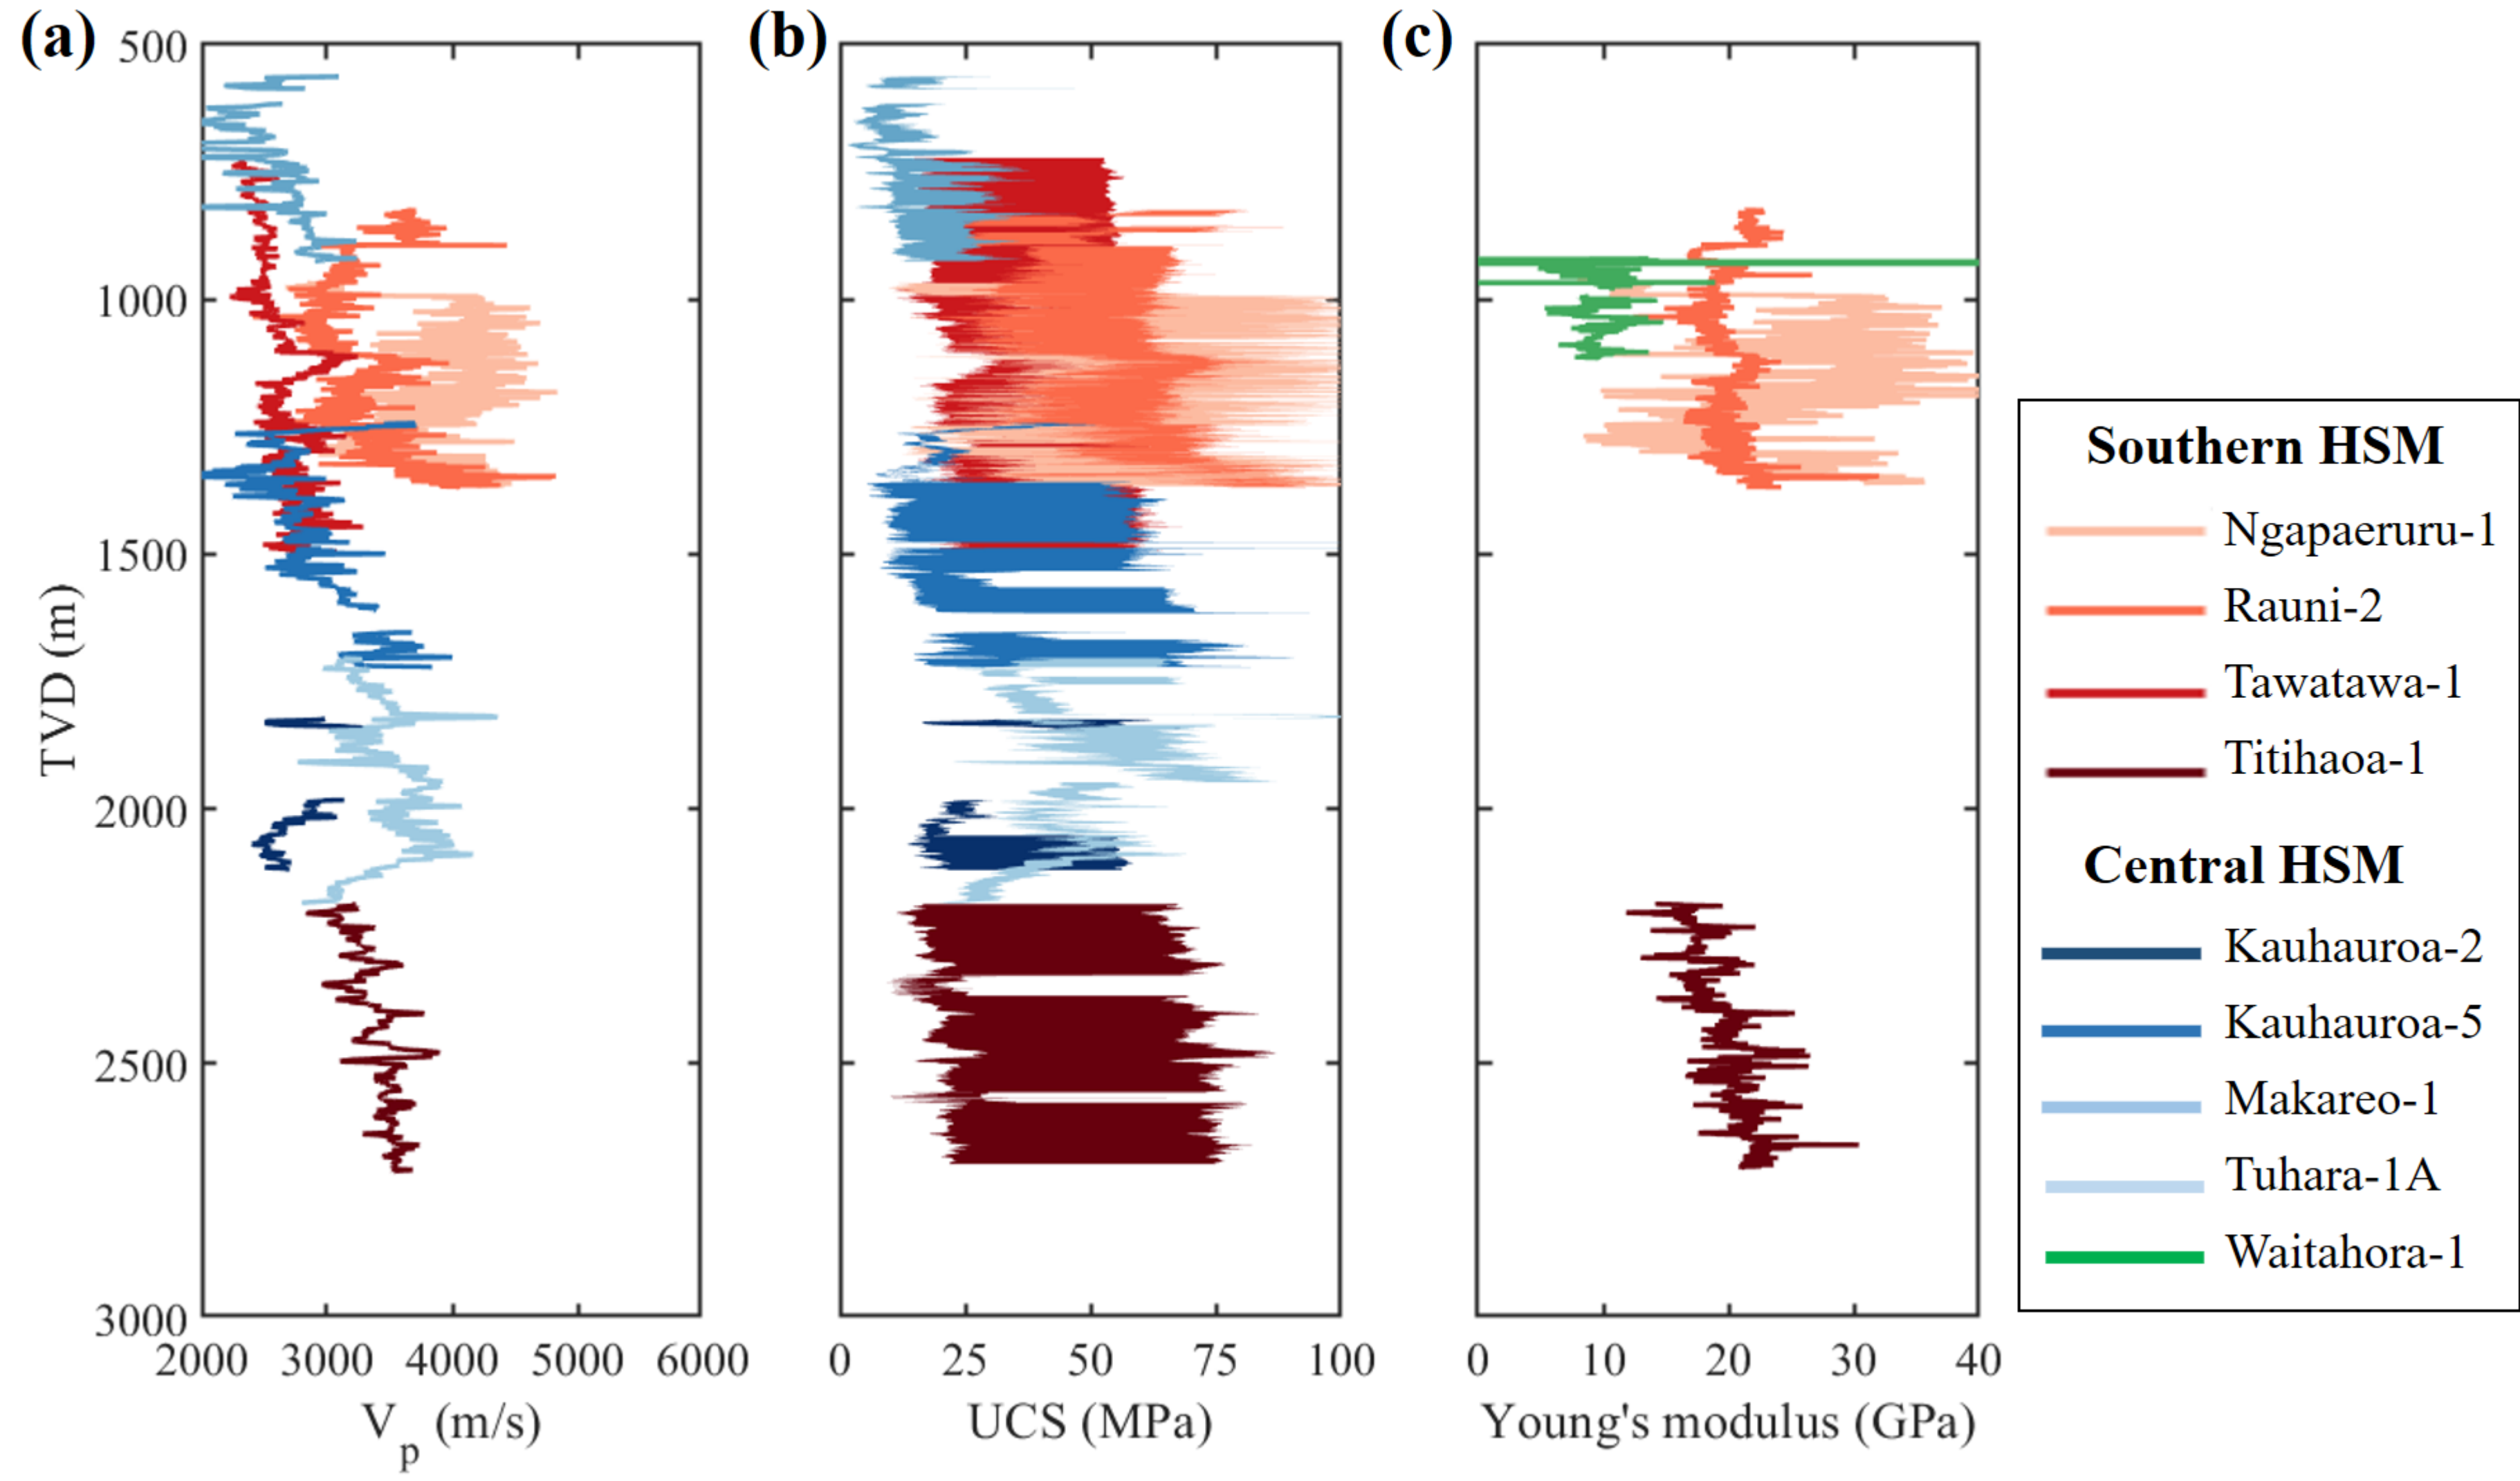 (a)
(b)
(c)
500
1000
1500
2000
2500
3000
TVD (m)
2000 3000 4000 5000 6000
0 25 50 75 100
0 10 20 30 40
Vp (m/s)
UCS (MPa)
Young's modulus (GPa)
Southern HSM
Ngapaeruru-1
Rauni-2
Tawatawa-1
Titihaoa-1
Central HSM
Kauhauroa-2
Kauhauroa-5
Makareo-1
Tuhara-1A
Waitahora-1